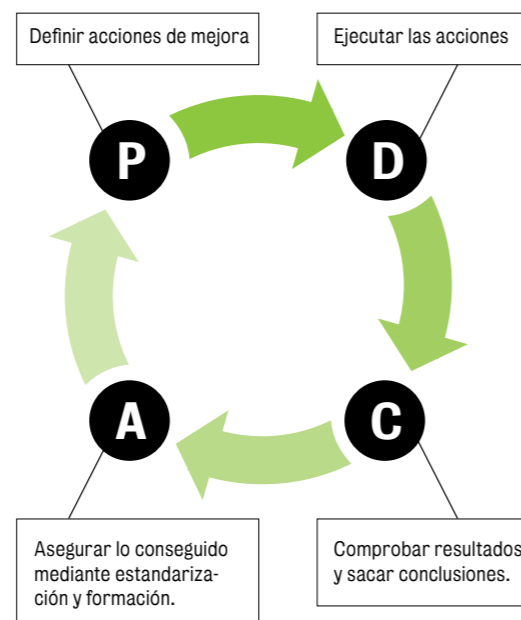 Definir acciones de mejora
Ejecutar las acciones
P
D
A
C
Asegurar lo conseguido
mediante estandariza-
ción y formación.
Comprobar resultados
y sacar conclusiones.